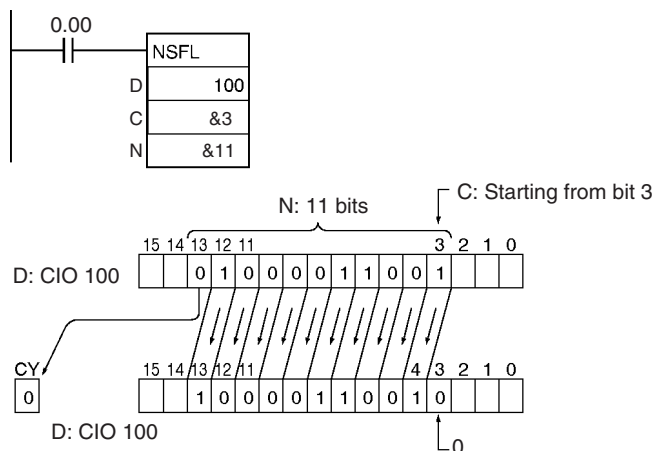 0.00
NSFL
D 100
C &3
N &11
C: Starting from bit 3
N: 11 bits
15 14 13 12 11 3 2 1 0
D: CIO 100 0 1 0 0 0 0 1 1 0 0 1
CY 15 14 13 12 11 4 3 2 1 0
0 1 0 0 0 0 1 1 0 0 1 0
D: CIO 100
0